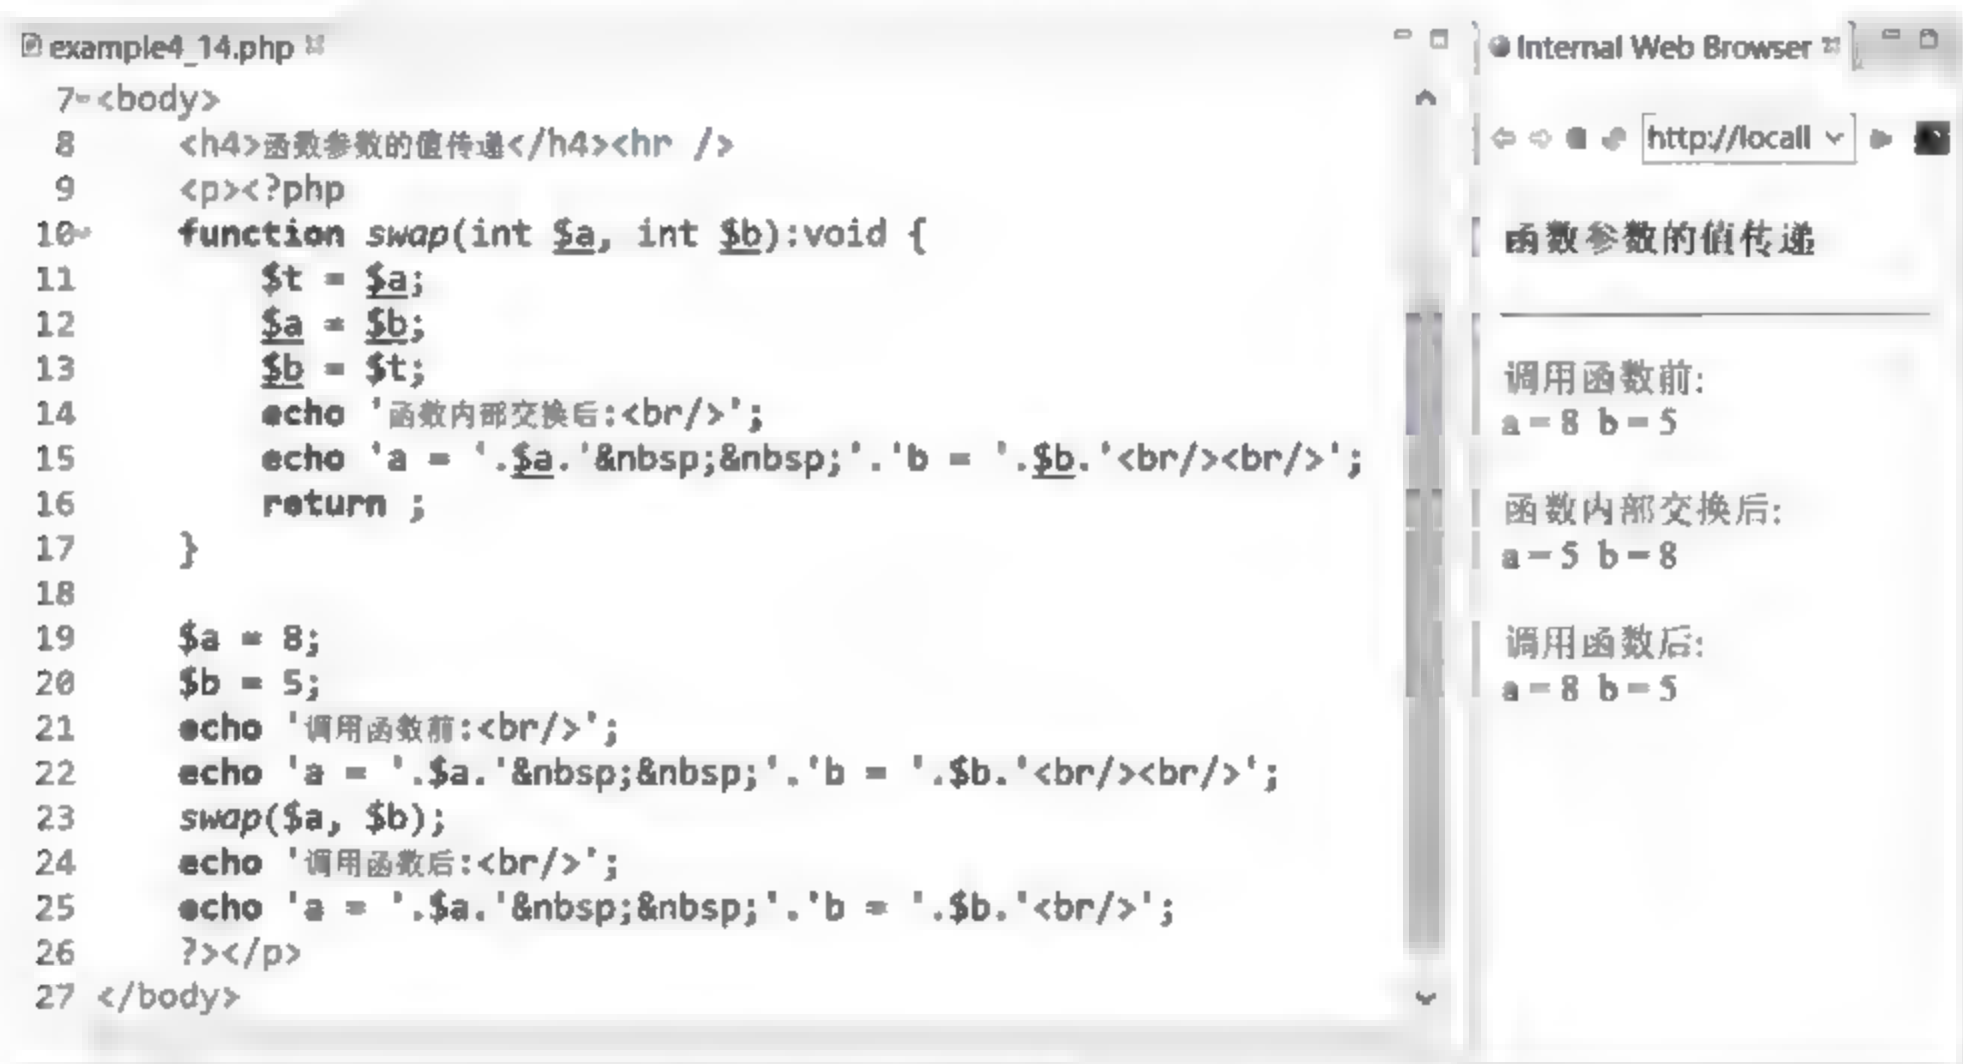 example4_14.php
7 <body>
8 <h4>函数参数的值传递</h4><hr />
9 <p><?php
10 function swap(int $a, int $b):void {
11 $t = $a;
12 $a = $b;
13 $b = $t;
14 echo '函数内部交换后:<br/>';
15 echo 'a = '.$a.'&nbsp;&nbsp;'.'b = '.$b.'<br/><br/>';
16 return ;
17 }
18
19 $a = 8;
20 $b = 5;
21 echo '调用函数前:<br/>';
22 echo 'a = '.$a.'&nbsp;&nbsp;'.'b = '.$b.'<br/><br/>';
23 swap($a, $b);
24 echo '调用函数后:<br/>';
25 echo 'a = '.$a.'&nbsp;&nbsp;'.'b = '.$b.'<br/>';
26 ?></p>
27 </body>
Internal Web Browser
http://locall
函数参数的值传递
调用函数前:
a = 8 b = 5
函数内部交换后:
a = 5 b = 8
调用函数后:
a = 8 b = 5